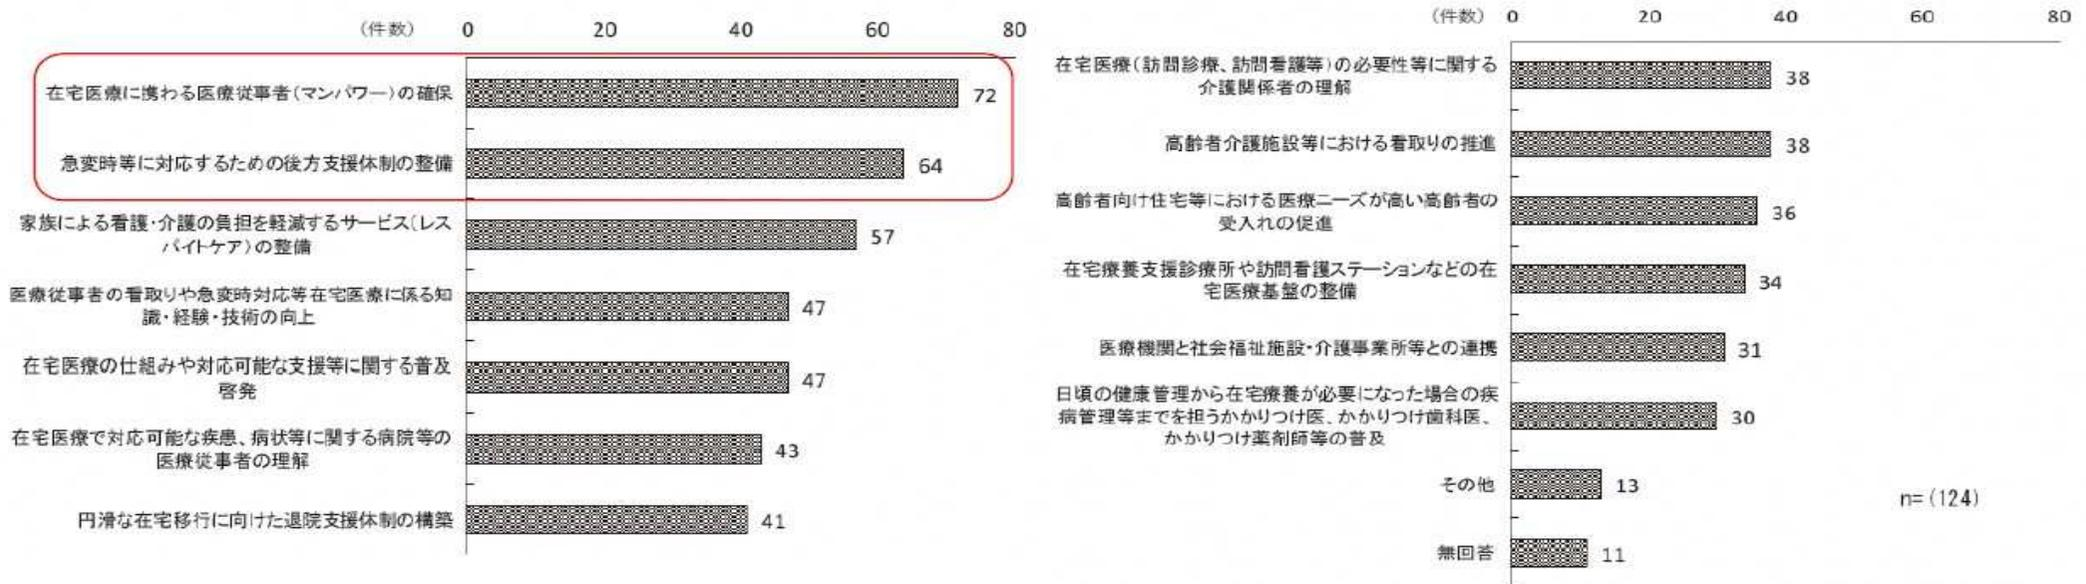 （件数） 0 20 40 60 80
在宅医療に携わる医療従事者（マンパワー）の確保 72
急変時等に対応するための後方支援体制の整備 64
家族による看護・介護の負担を軽減するサービス（レス
パイトケア）の整備 57
医療従事者の看取りや急変時対応等在宅医療に係る知
識・経験・技術の向上 47
在宅医療の仕組みや対応可能な支援等に関する普及
啓発 47
在宅医療で対応可能な疾患、病状等に関する病院等の
医療従事者の理解 43
円滑な在宅移行に向けた退院支援体制の構築 41
（件数） 0 20 40 60 80
在宅医療（訪問診療、訪問看護等）の必要性等に関する
介護関係者の理解 38
高齢者介護施設等における看取りの推進 38
高齢者向け住宅等における医療ニーズが高い高齢者の
受入れの促進 36
在宅療養支援診療所や訪問看護ステーションなどの在
宅医療基盤の整備 34
医療機関と社会福祉施設・介護事業所等との連携 31
日頃の健康管理から在宅療養が必要になった場合の疾
病管理等までを担うかかりつけ医、かかりつけ歯科医、
かかりつけ薬剤師等の普及 30
その他 13
n=(124)
無回答 11